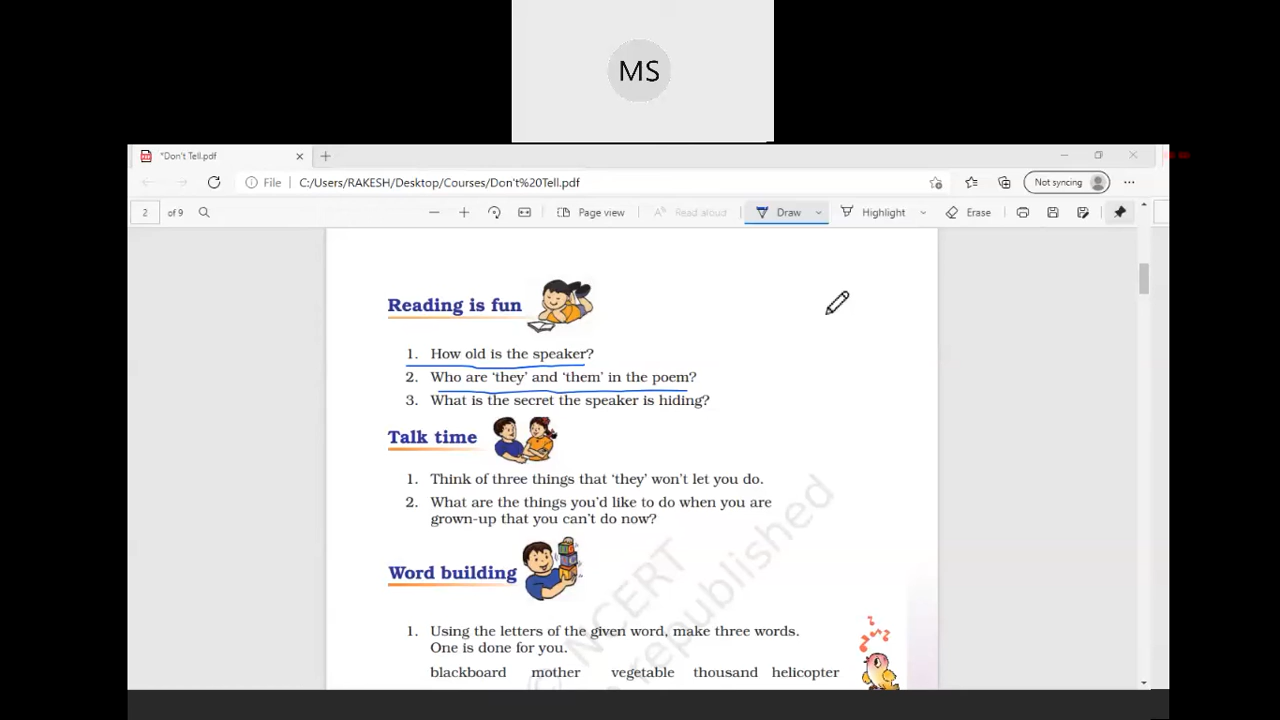 MS
*Don't Tell.pdf
File C:/Users/RAKESH/Desktop/Courses/Don't%20Tell.pdf Not syncing
2 of 9 Page view Read aloud Draw Highlight Erase
Reading is fun
1. How old is the speaker?
2. Who are ‘they’ and ‘them’ in the poem?
3. What is the secret the speaker is hiding?
Talk time
1. Think of three things that ‘they’ won’t let you do.
2. What are the things you’d like to do when you are
grown-up that you can’t do now?
Word building
1. Using the letters of the given word, make three words.
One is done for you.
blackboard mother vegetable thousand helicopter
© NCERT
republished